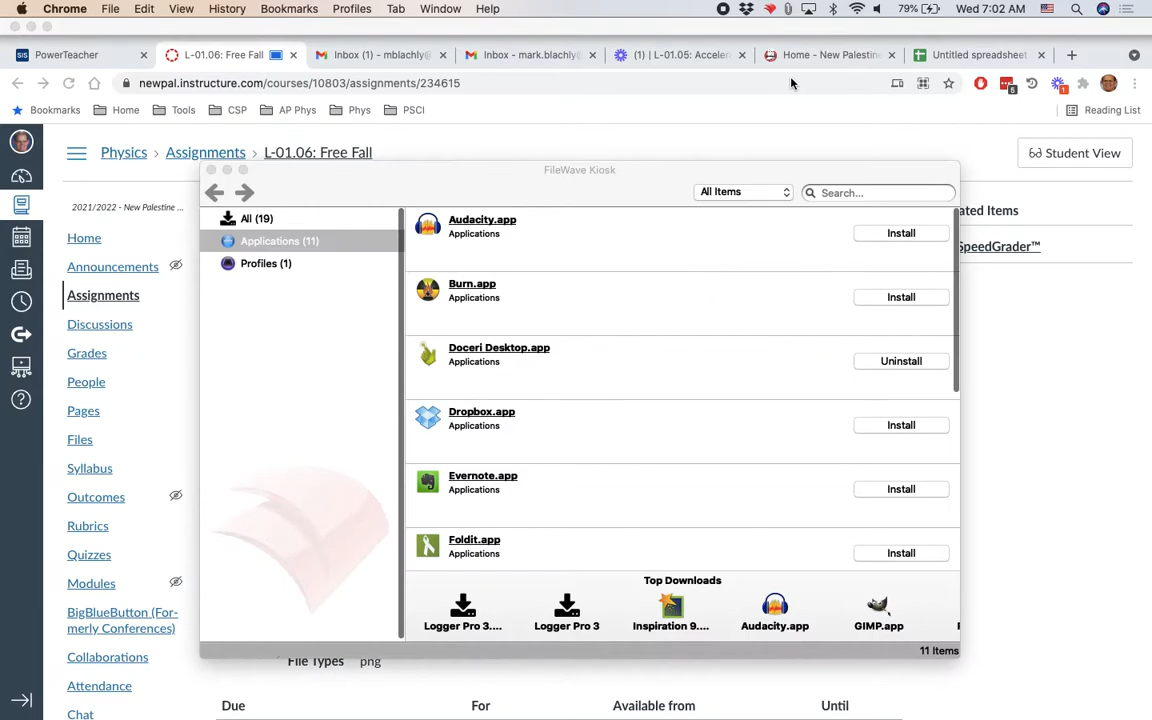 Chrome File Edit View History Bookmarks Profiles Tab Window Help 79% Wed 7:02 AM
PowerTeacher L-01.06: Free Fall Inbox (1) - mblachly@ Inbox - mark.blachly@ (1) | L-01.05: Acceler Home - New Palestine Untitled spreadsheet
newpal.instructure.com/courses/10803/assignments/234615 5 1
Bookmarks Home Tools CSP AP Phys Phys PSCI Reading List
Physics > Assignments > L-01.06: Free Fall Student View
FileWave Kiosk
All Items Search...
2021/2022 - New Palestine ...
Home
Announcements
Assignments
Discussions
Grades
People
Pages
Files
Syllabus
Outcomes
Rubrics
Quizzes
Modules
BigBlueButton (For-
merly Conferences)
Collaborations
Attendance
Chat
All (19)
Applications (11)
Profiles (1)
Audacity.app
Applications
Install
Burn.app
Applications
Install
Doceri Desktop.app
Applications
Uninstall
Dropbox.app
Applications
Install
Evernote.app
Applications
Install
Foldit.app
Applications
Install
Top Downloads
Logger Pro 3.... Logger Pro 3 Inspiration 9.... Audacity.app GIMP.app
11 Items
ated Items
SpeedGrader™
File Types png
Due For Available from Until